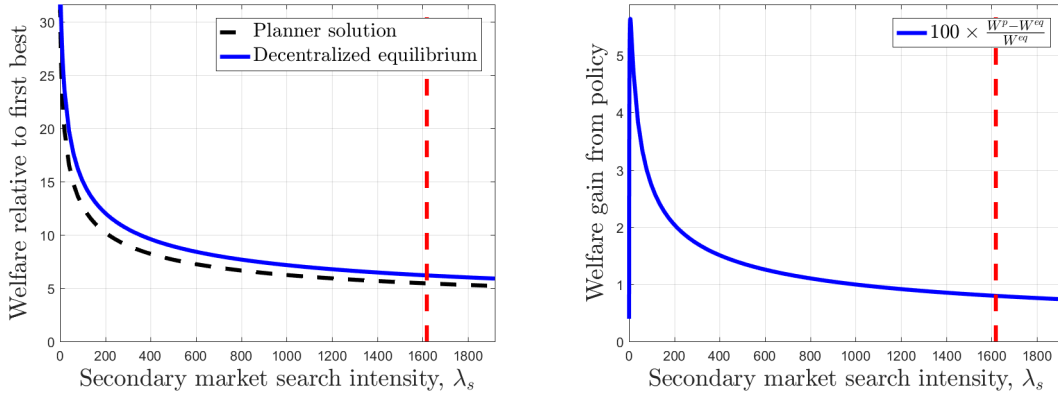 Welfare relative to first best
30
25
20
15
10
5
0
Planner solution
Decentralized equilibrium
0 200 400 600 800 1000 1200 1400 1600 1800
Secondary market search intensity, λ_s
Welfare gain from policy
5
4
3
2
1
0
100 × \frac{\bar{W}^p − W^{eq}}{W^{eq}}
0 200 400 600 800 1000 1200 1400 1600 1800
Secondary market search intensity, λ_s